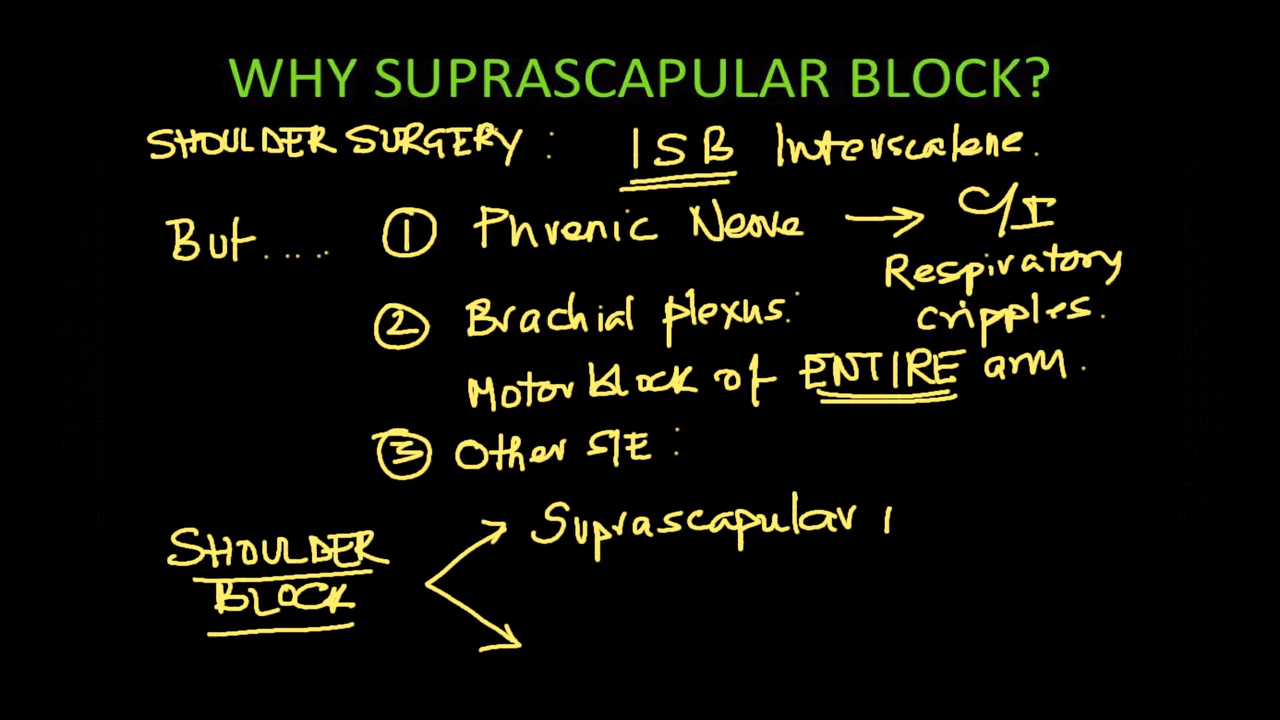 WHY SUPRASCAPULAR BLOCK?
SHOULDER SURGERY : ISB Interscalene.
But.... ① Phrenic Nerve → C/I
Respiratory
cripples.
② Brachial plexus:
Motor block of ENTIRE arm.
③ Other S/E :
SHOULDER
BLOCK
Suprascapular